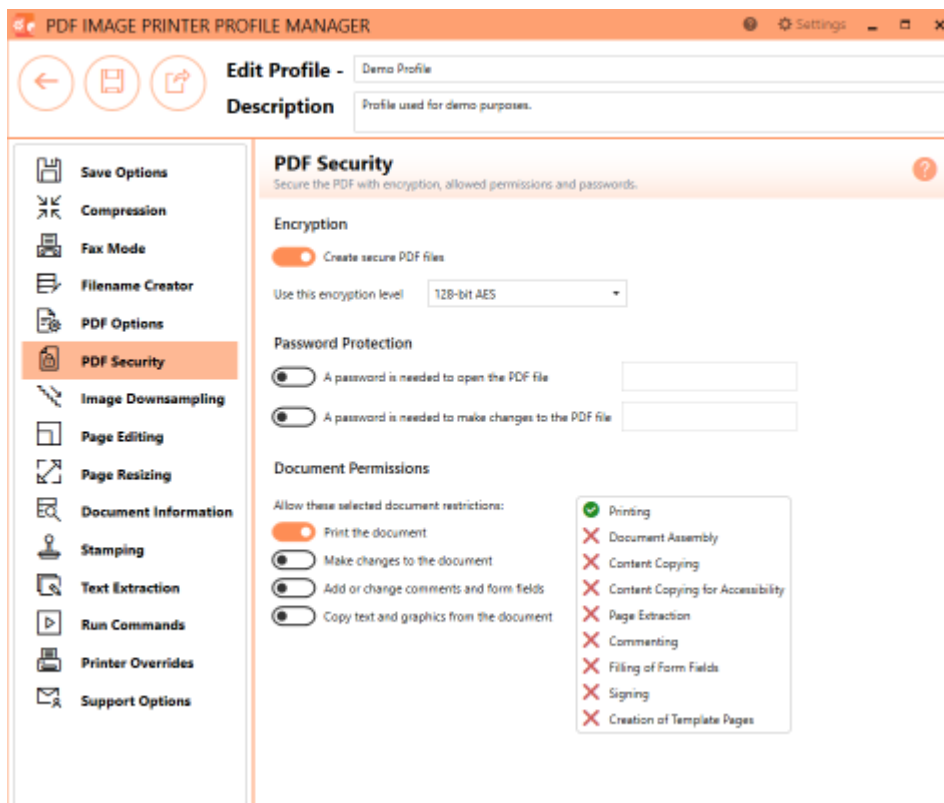 PDF IMAGE PRINTER PROFILE MANAGER
Settings
Edit Profile - Demo Profile
Description Profile used for demo purposes.
Save Options
Compression
Fax Mode
Filename Creator
PDF Options
PDF Security
Image Downsampling
Page Editing
Page Resizing
Document Information
Stamping
Text Extraction
Run Commands
Printer Overrides
Support Options
PDF Security
Secure the PDF with encryption, allowed permissions and passwords.
Encryption
Create secure PDF files
Use this encryption level 128-bit AES
Password Protection
A password is needed to open the PDF file
A password is needed to make changes to the PDF file
Document Permissions
Allow these selected document restrictions:
Print the document
Make changes to the document
Add or change comments and form fields
Copy text and graphics from the document
Printing
Document Assembly
Content Copying
Content Copying for Accessibility
Page Extraction
Commenting
Filling of Form Fields
Signing
Creation of Template Pages